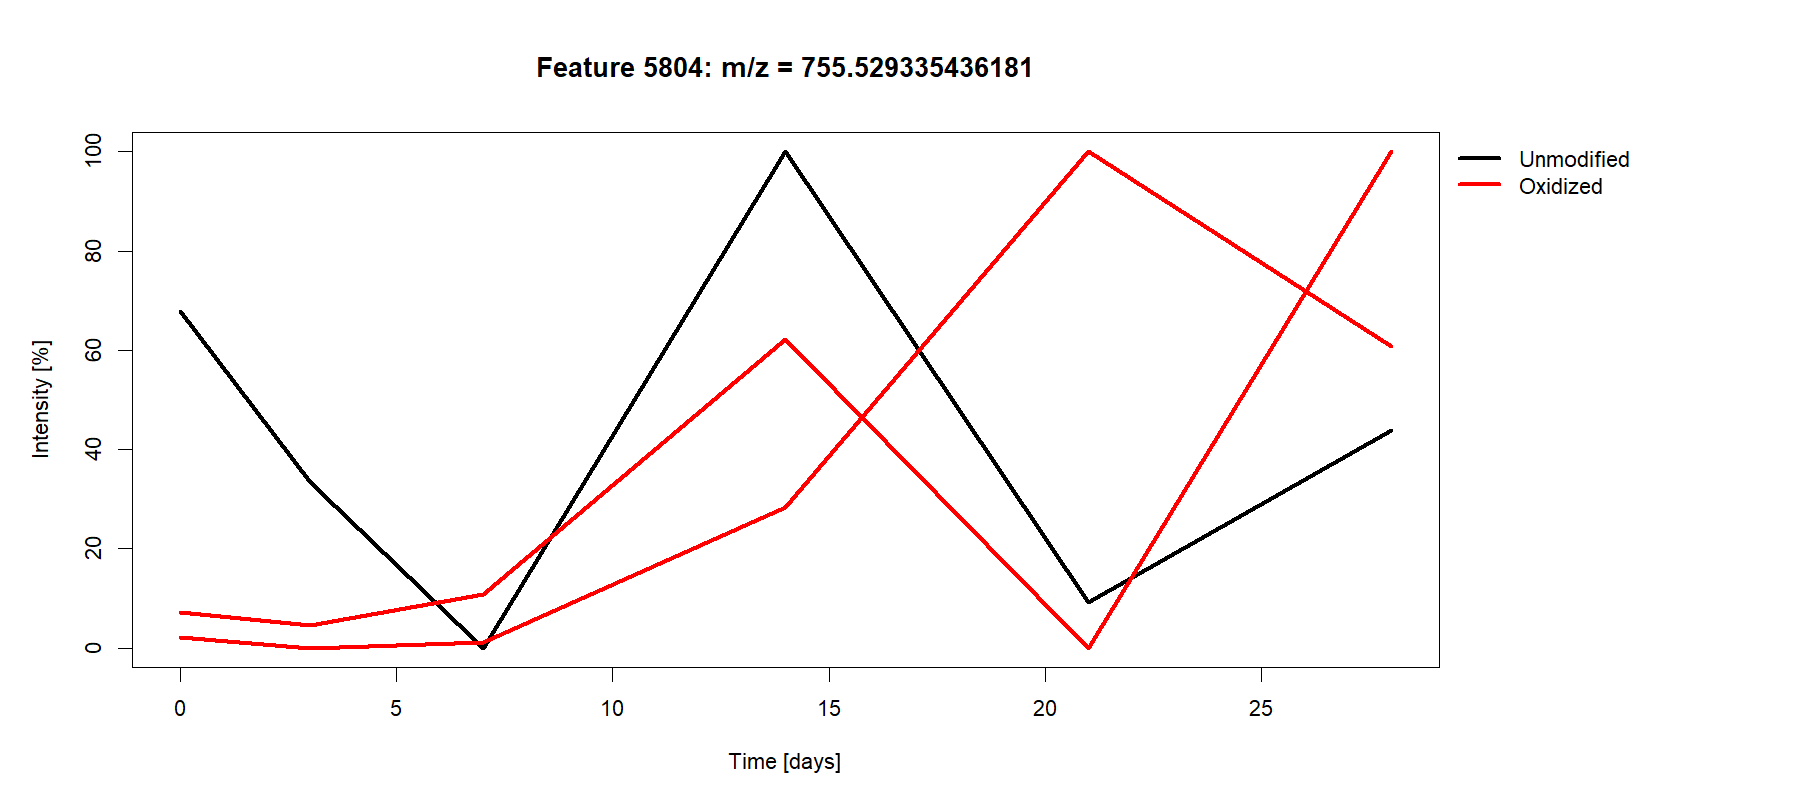 Feature 5804: m/z = 755.529335436181
Unmodified
Oxidized
Intensity [%]
100
80
60
40
20
0
0 5 10 15 20 25
Time [days]